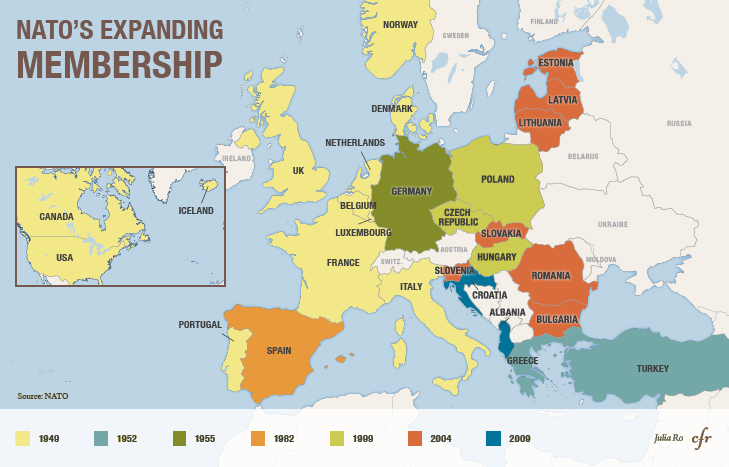 NATO'S EXPANDING
MEMBERSHIP
NORWAY
SWEDEN
FINLAND
ESTONIA
LATVIA
LITHUANIA
RUSSIA
DENMARK
NETHERLANDS
IRELAND
UK
BELARUS
GERMANY
POLAND
BELGIUM
LUXEMBOURG
CZECH
REPUBLIC
UKRAINE
SLOVAKIA
AUSTRIA
HUNGARY
MOLDOVA
FRANCE
SWITZ.
SLOVENIA
ROMANIA
ITALY
CROATIA
ALBANIA
BULGARIA
CANADA
ICELAND
USA
PORTUGAL
SPAIN
GREECE
TURKEY
Source: NATO
1949 1952 1955 1982 1999 2004 2009
Julia Ro cfr